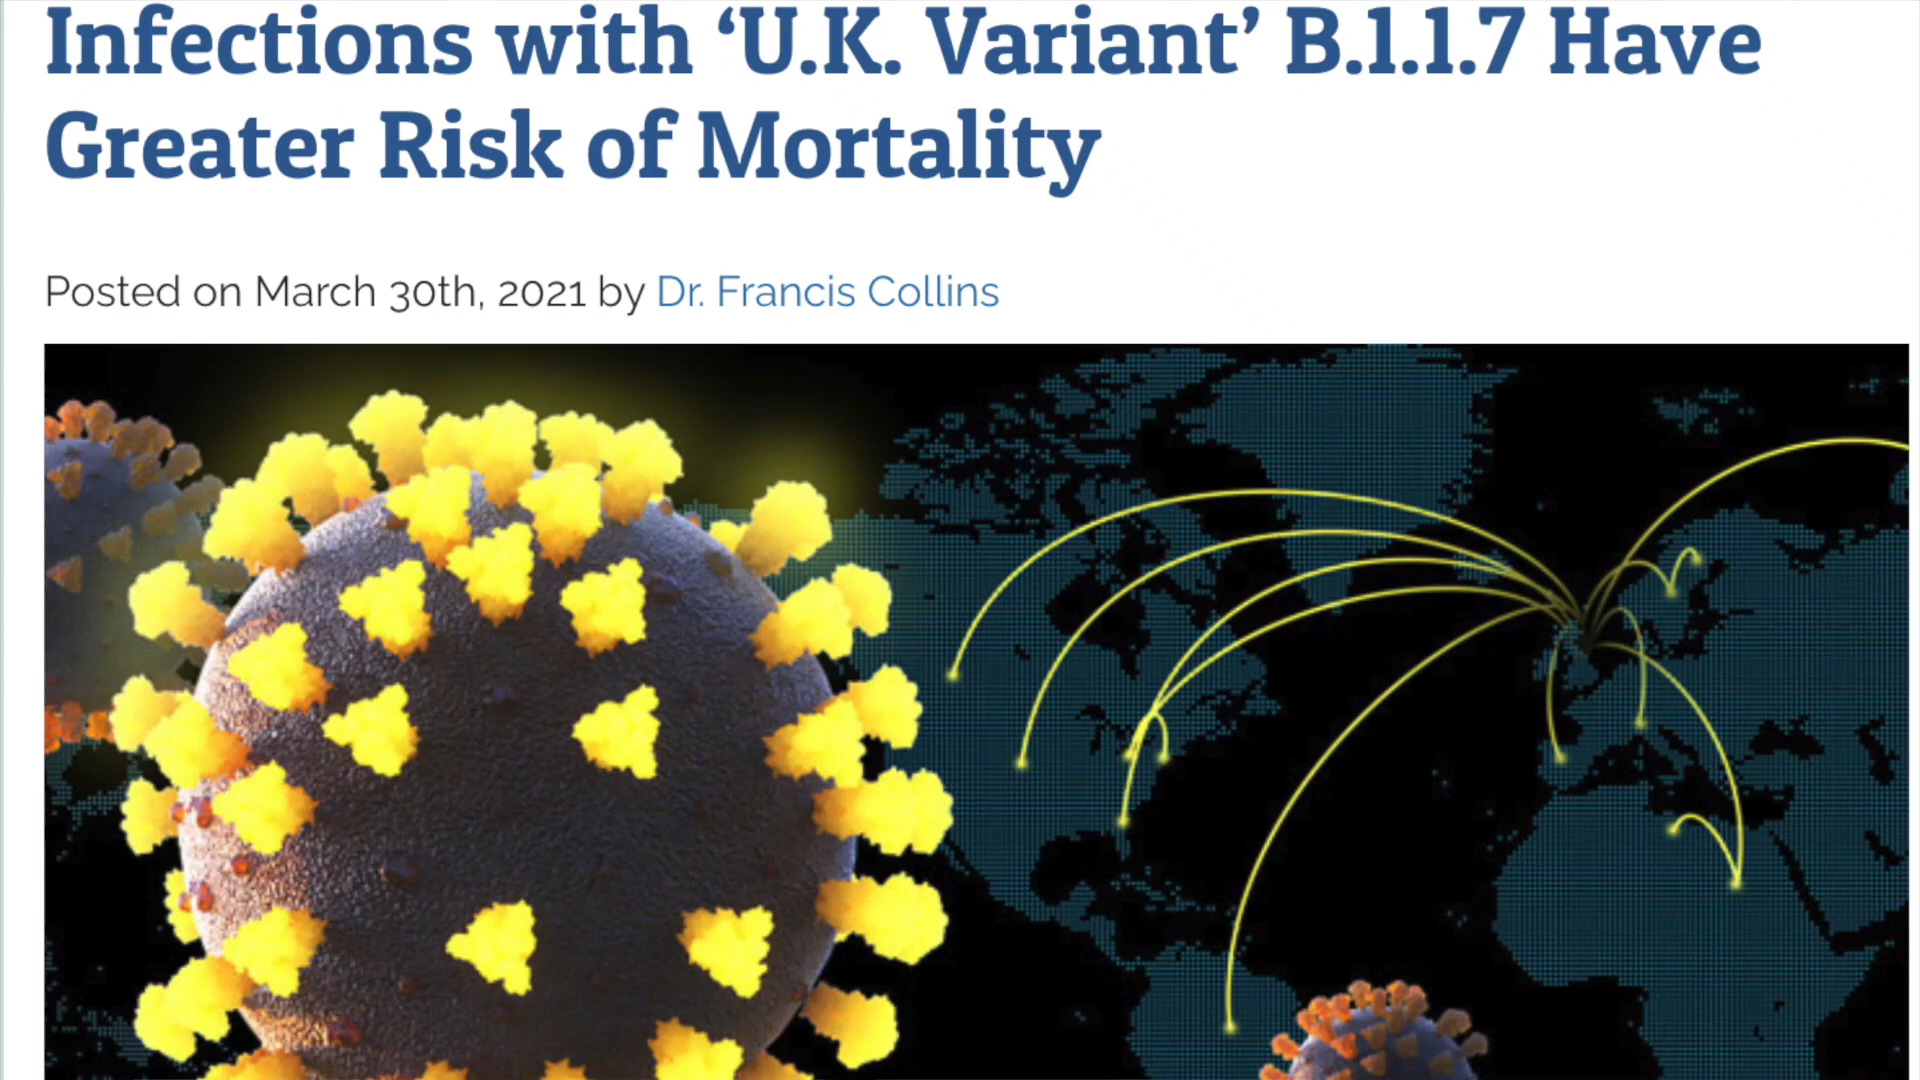 Infections with ‘U.K. Variant’ B.1.1.7 Have
Greater Risk of Mortality
Posted on March 30th, 2021 by Dr. Francis Collins